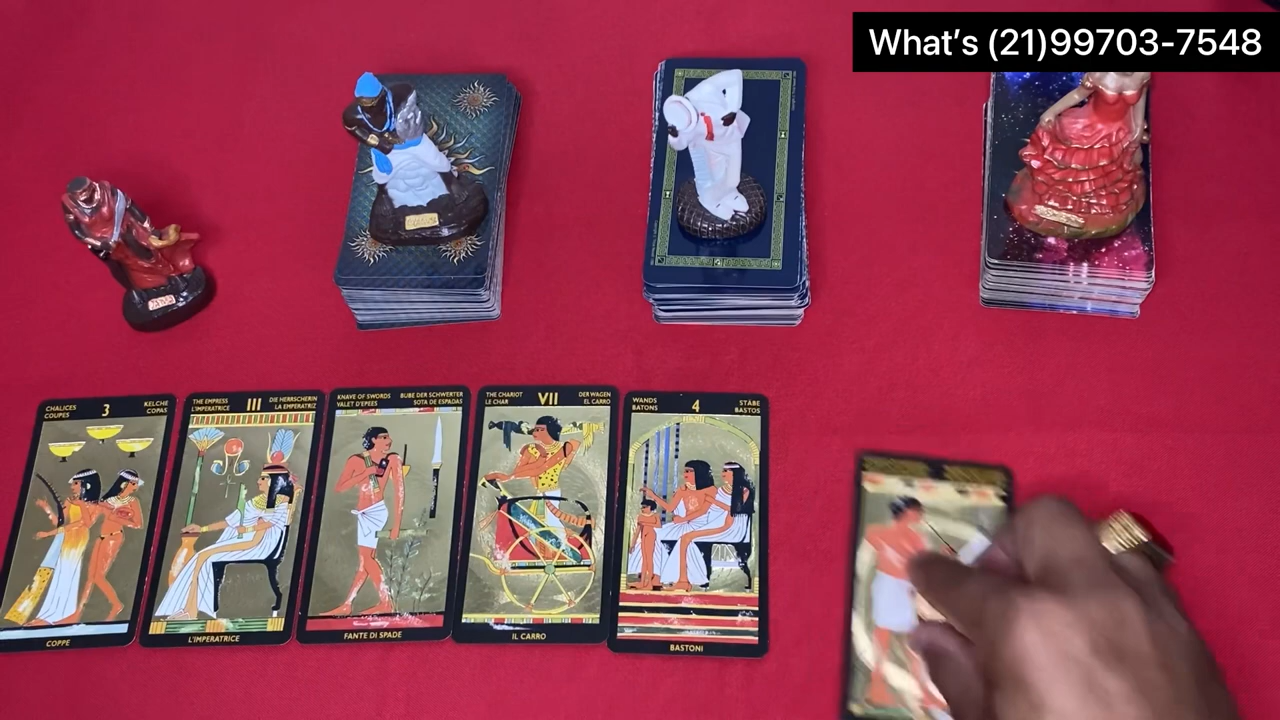 What’s (21)99703-7548
CHALICES
COUPES
3
KELCHE
COPAS
COPPE
THE EMPRESS
L'IMPERATRICE
III
DIE HERRSCHERIN
LA EMPERATRIZ
L'IMPERATRICE
KNAVE OF SWORDS
VALET D'EPEES
BUBE DER SCHWERTER
SOTA DE ESPADAS
FANTE DI SPADE
THE CHARIOT
LE CHAR
VII
DER WAGEN
EL CARRO
IL CARRO
WANDS
BATONS
4
STÄBE
BASTOS
BASTONI